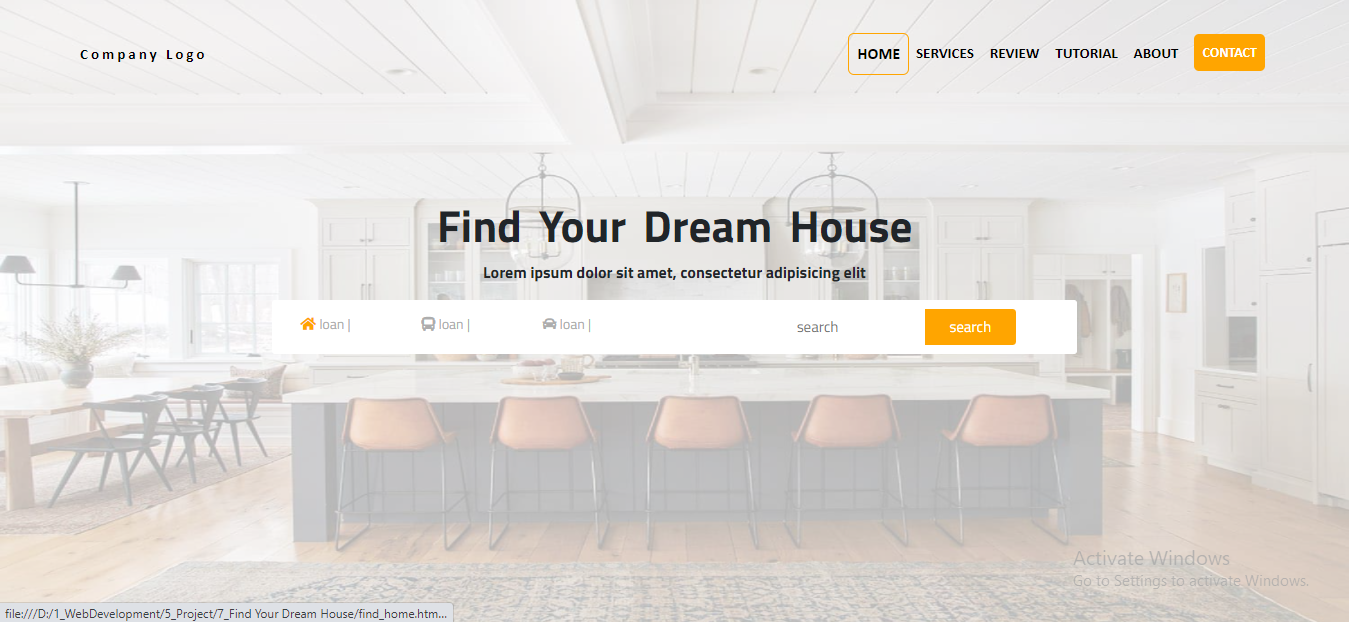 Company Logo
HOME SERVICES REVIEW TUTORIAL ABOUT CONTACT
Find Your Dream House
Lorem ipsum dolor sit amet, consectetur adipisicing elit
loan | loan | loan | search search
Activate Windows
Go to Settings to activate Windows.
file:///D:/1_WebDevelopment/5_Project/7_Find Your Dream House/find_home.htm...